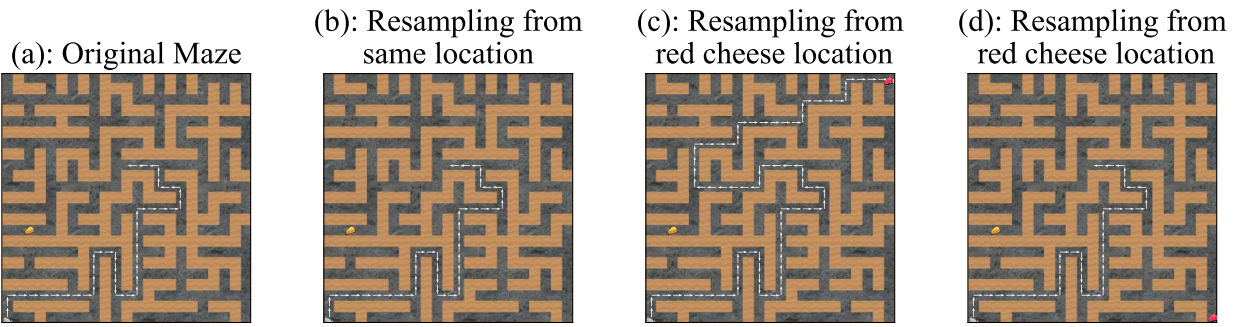 (a): Original Maze
(b): Resampling from
same location
(c): Resampling from
red cheese location
(d): Resampling from
red cheese location